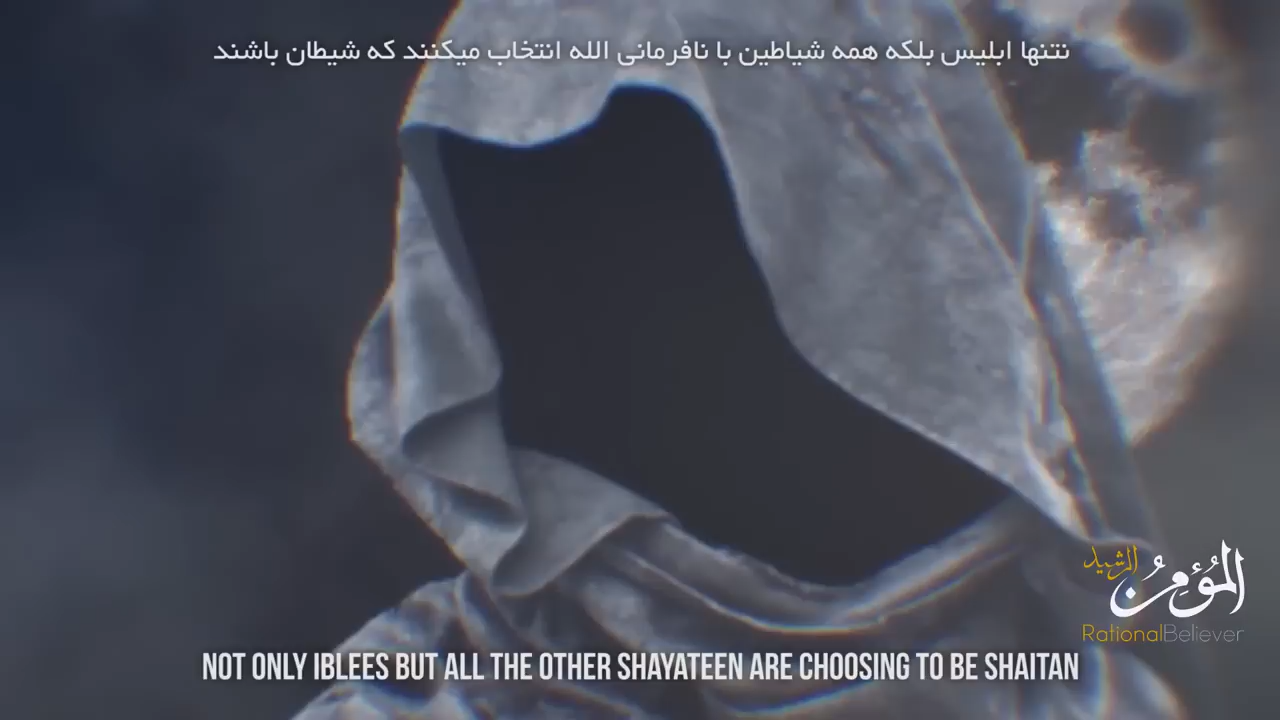 نتنها ابلیس بلکه همه شیاطین با نافرمانی الله انتخاب میکنند که شیطان باشند
المؤمن الرشيد
RationalBeliever
NOT ONLY IBLEES BUT ALL THE OTHER SHAYATEEN ARE CHOOSING TO BE SHAITAN